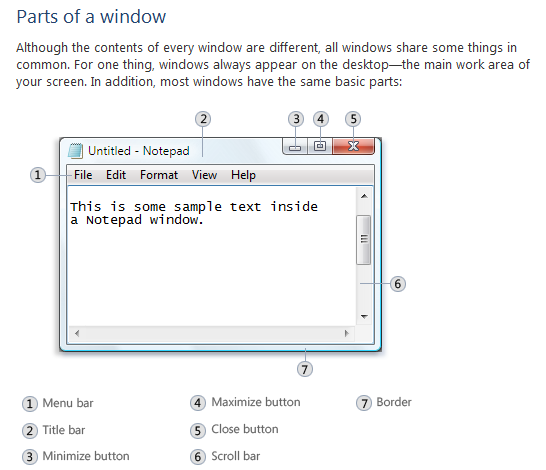 Parts of a window
Although the contents of every window are different, all windows share some things in
common. For one thing, windows always appear on the desktop—the main work area of
your screen. In addition, most windows have the same basic parts:
2 3 4 5
Untitled - Notepad
1 File Edit Format View Help
This is some sample text inside
a Notepad window.
6
7
1 Menu bar 4 Maximize button 7 Border
2 Title bar 5 Close button
3 Minimize button 6 Scroll bar